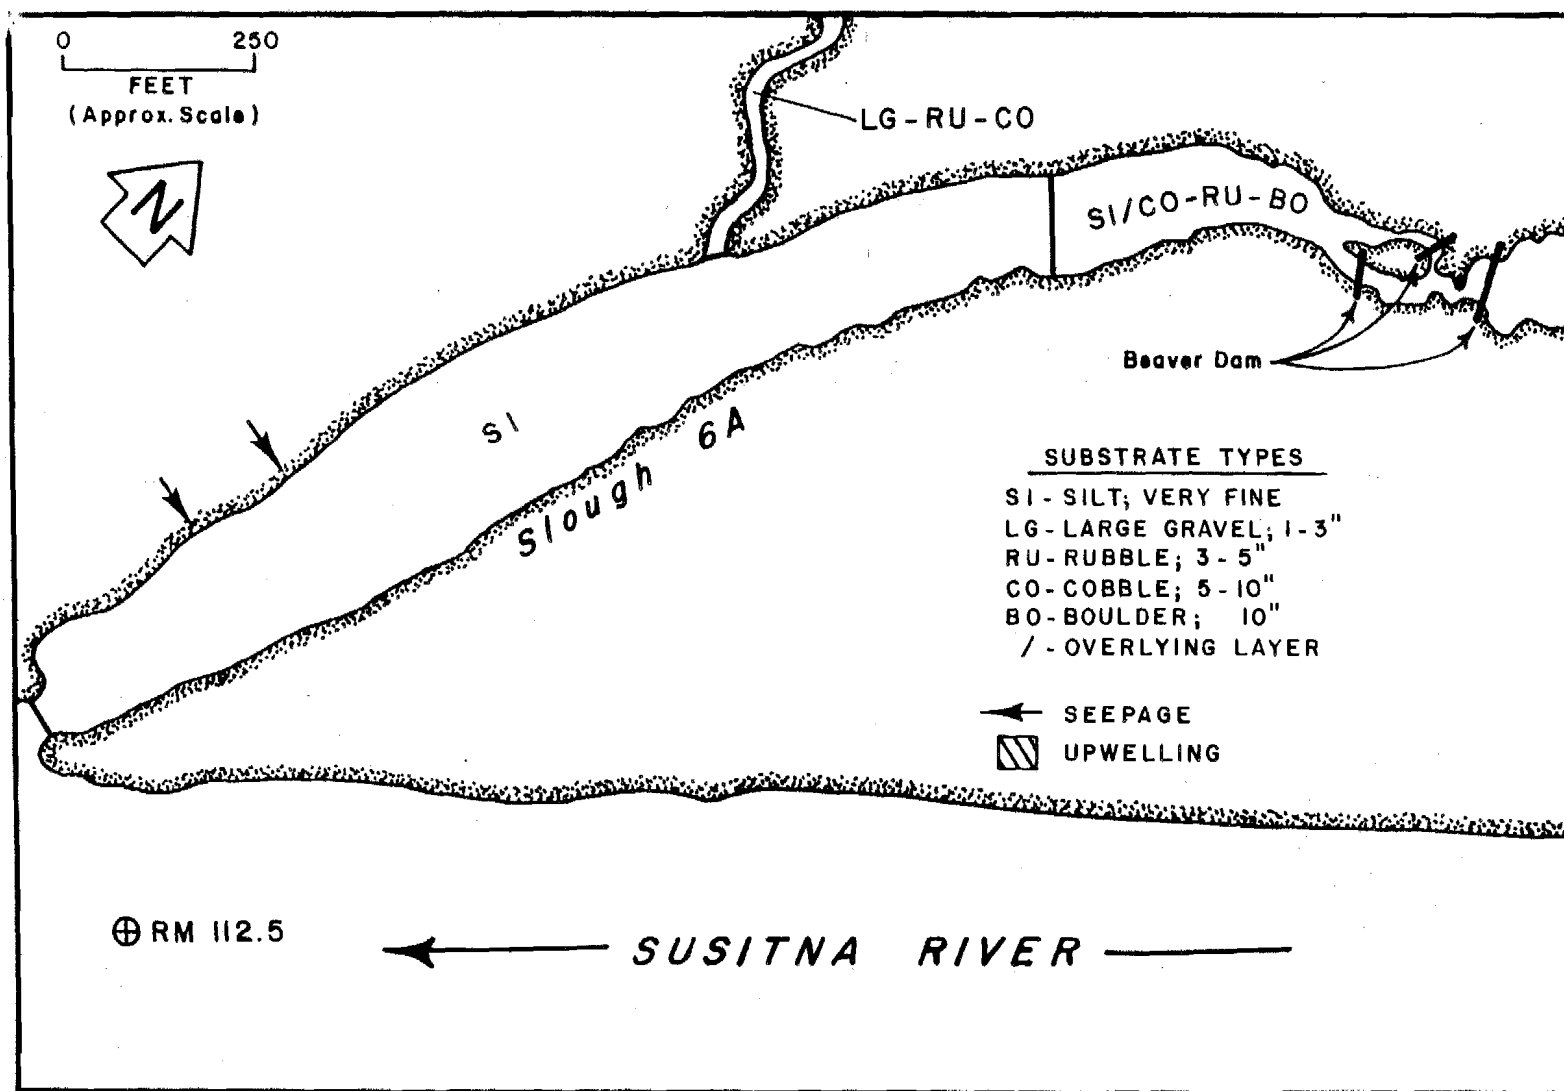 0 250
FEET
(Approx. Scale)
N
LG-RU-CO
SI/CO-RU-BO
Beaver Dam
SI
Slough 6A
SUBSTRATE TYPES
SI - SILT; VERY FINE
LG - LARGE GRAVEL; 1-3"
RU - RUBBLE; 3-5"
CO - COBBLE; 5-10"
BO - BOULDER; 10"
/ - OVERLYING LAYER
SEEPAGE
UPWELLING
RM 112.5
SUSITNA RIVER